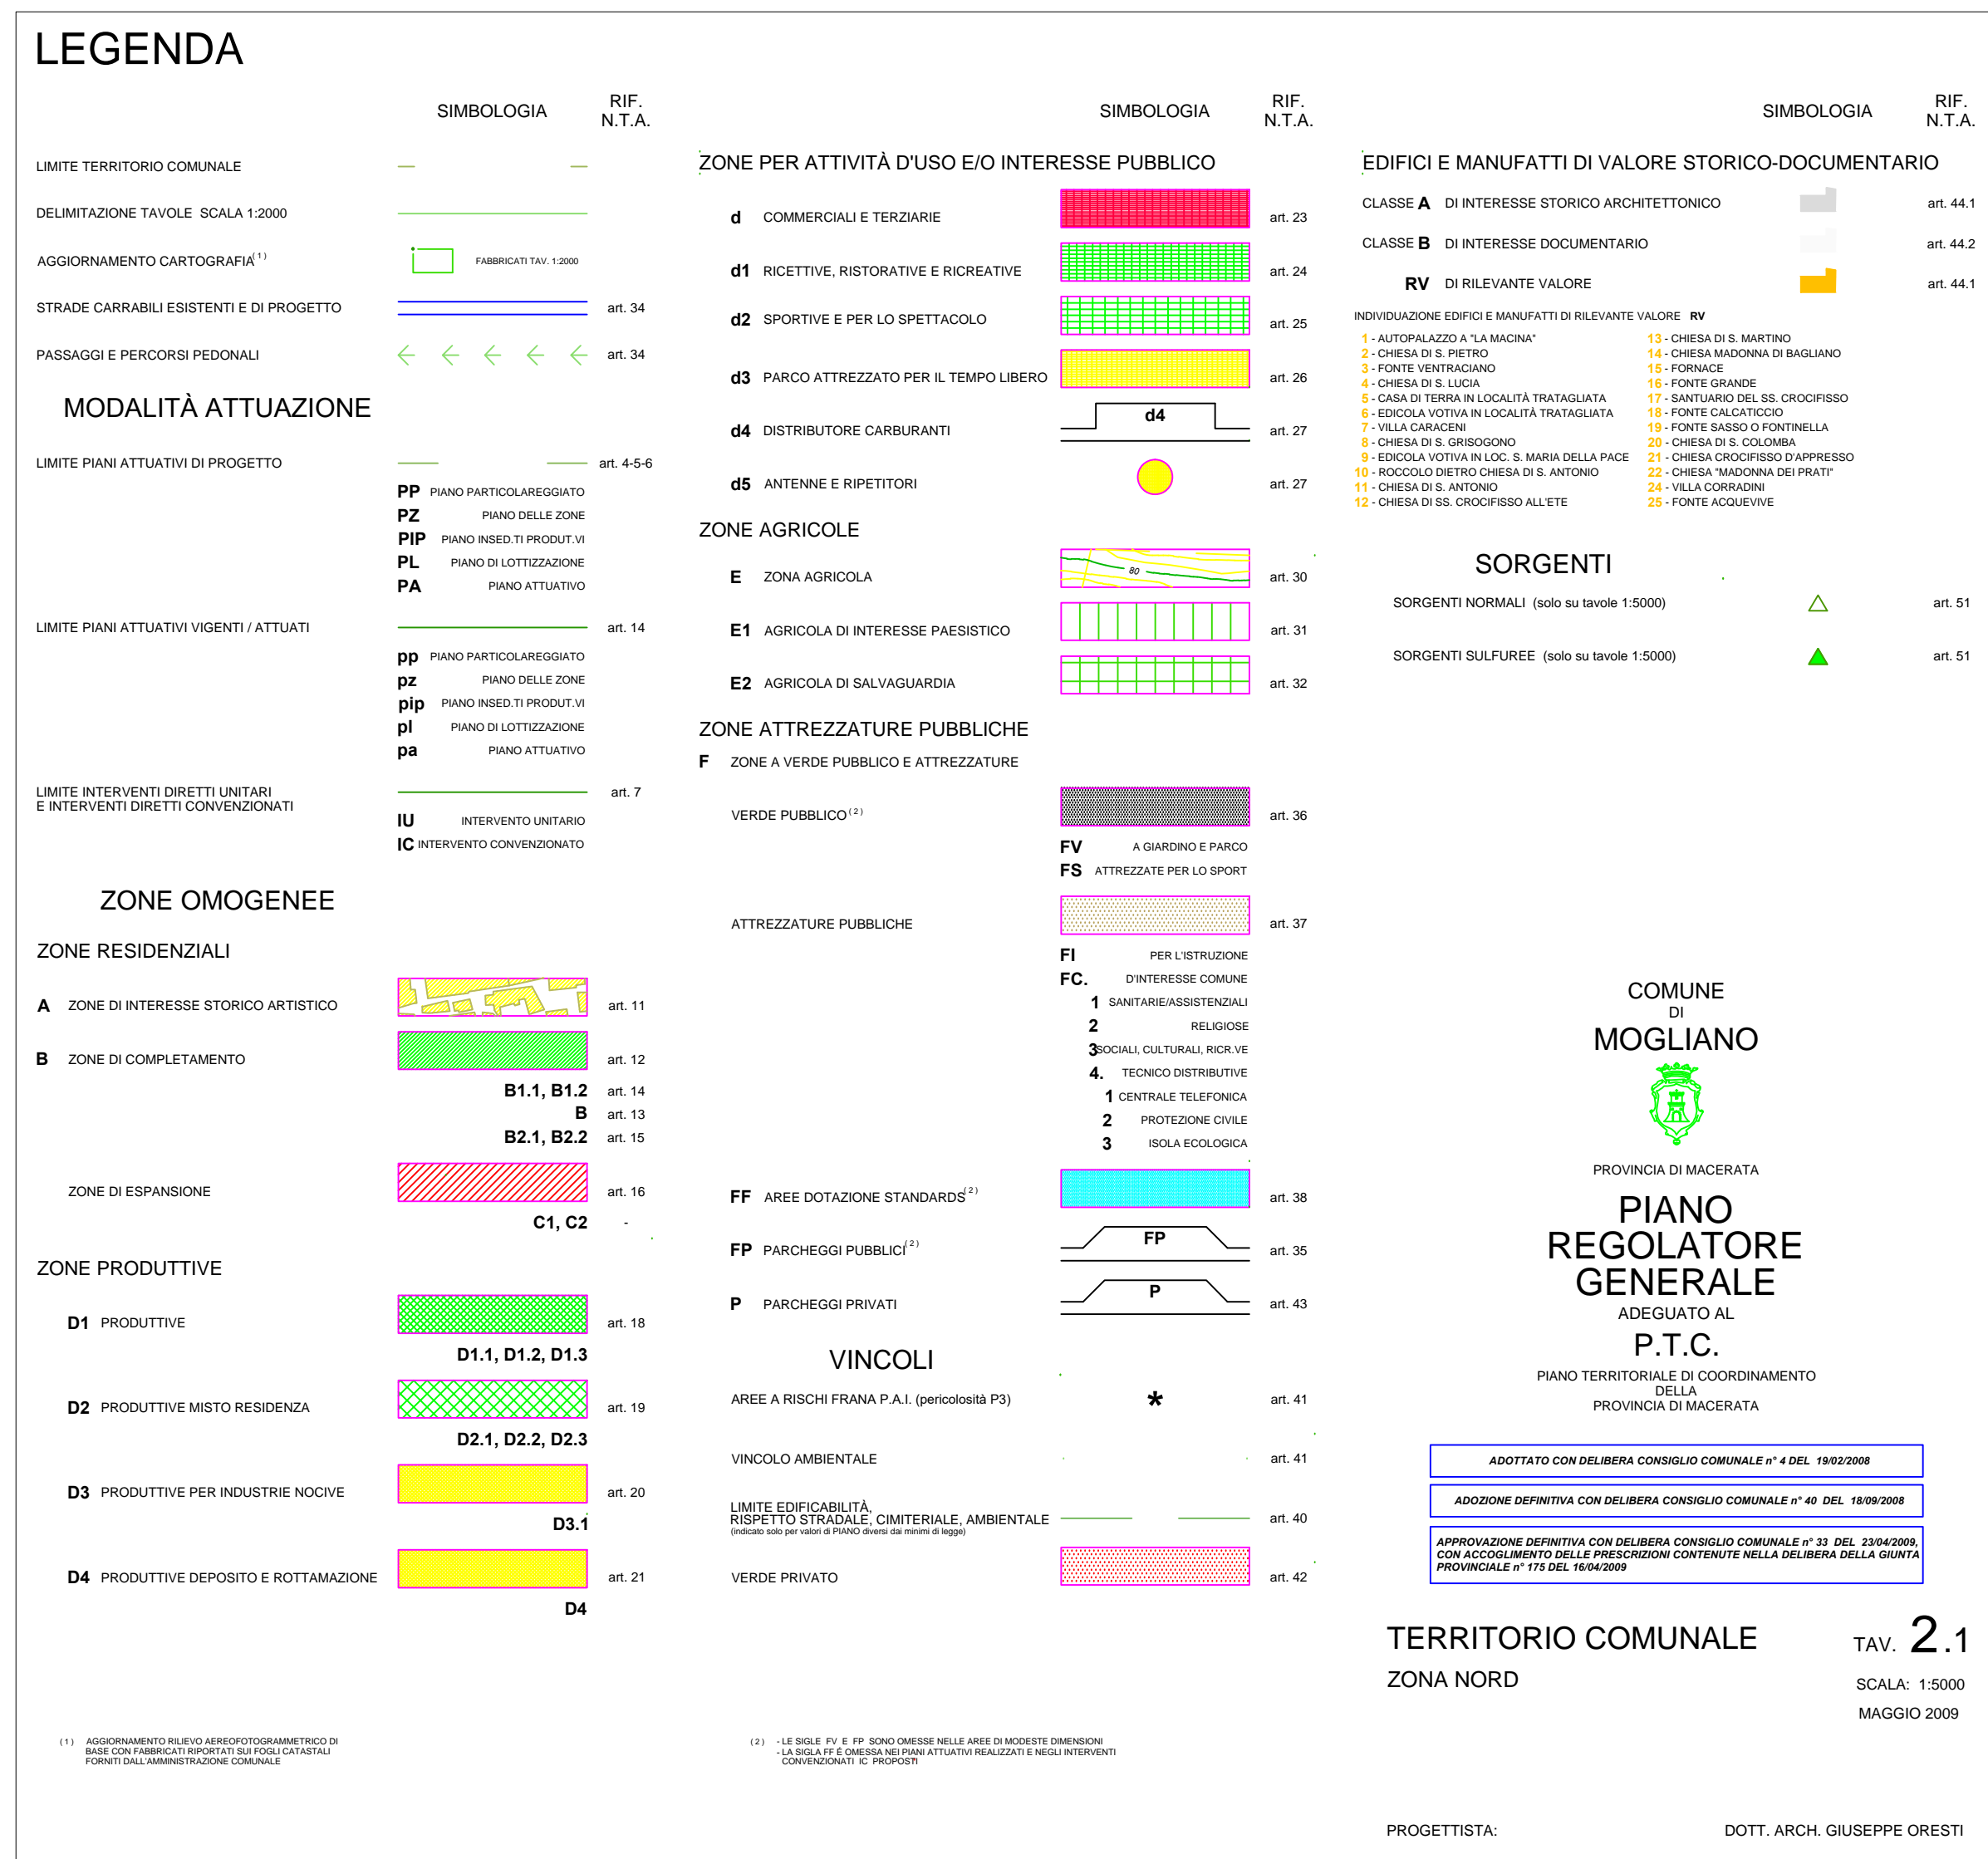 LEGENDA
SIMBOLOGIA
RIF.
N.T.A.
LIMITE TERRITORIO COMUNALE
DELIMITAZIONE TAVOLE SCALA 1:2000
AGGIORNAMENTO CARTOGRAFIA (1)
FABBRICATI TAV. 1:2000
STRADE CARRABILI ESISTENTI E DI PROGETTO art. 34
PASSAGGI E PERCORSI PEDONALI art. 34
MODALITÀ ATTUAZIONE
LIMITE PIANI ATTUATIVI DI PROGETTO art. 4-5-6
PP PIANO PARTICOLAREGGIATO
PZ PIANO DELLE ZONE
PIP PIANO INSED.TI PRODUT.VI
PL PIANO DI LOTTIZZAZIONE
PA PIANO ATTUATIVO
LIMITE PIANI ATTUATIVI VIGENTI / ATTUATI art. 14
pp PIANO PARTICOLAREGGIATO
pz PIANO DELLE ZONE
pip PIANO INSED.TI PRODUT.VI
pl PIANO DI LOTTIZZAZIONE
pa PIANO ATTUATIVO
LIMITE INTERVENTI DIRETTI UNITARI
E INTERVENTI DIRETTI CONVENZIONATI
art. 7
IU INTERVENTO UNITARIO
IC INTERVENTO CONVENZIONATO
ZONE OMOGENEE
ZONE RESIDENZIALI
A ZONE DI INTERESSE STORICO ARTISTICO art. 11
B ZONE DI COMPLETAMENTO art. 12
B1.1, B1.2 art. 14
B art. 13
B2.1, B2.2 art. 15
ZONE DI ESPANSIONE art. 16
C1, C2 -
ZONE PRODUTTIVE
D1 PRODUTTIVE art. 18
D1.1, D1.2, D1.3
D2 PRODUTTIVE MISTO RESIDENZA art. 19
D2.1, D2.2, D2.3
D3 PRODUTTIVE PER INDUSTRIE NOCIVE art. 20
D3.1
D4 PRODUTTIVE DEPOSITO E ROTTAMAZIONE art. 21
D4
(1) AGGIORNAMENTO RILIEVO AEREOFOTOGRAMMETRICO DI
BASE CON FABBRICATI RIPORTATI SUI FOGLI CATASTALI
FORNITI DALL'AMMINISTRAZIONE COMUNALE
SIMBOLOGIA
RIF.
N.T.A.
ZONE PER ATTIVITÀ D'USO E/O INTERESSE PUBBLICO
d COMMERCIALI E TERZIARIE art. 23
d1 RICETTIVE, RISTORATIVE E RICREATIVE art. 24
d2 SPORTIVE E PER LO SPETTACOLO art. 25
d3 PARCO ATTREZZATO PER IL TEMPO LIBERO art. 26
d4 DISTRIBUTORE CARBURANTI d4 art. 27
d5 ANTENNE E RIPETITORI art. 27
ZONE AGRICOLE
E ZONA AGRICOLA 80 art. 30
E1 AGRICOLA DI INTERESSE PAESISTICO art. 31
E2 AGRICOLA DI SALVAGUARDIA art. 32
ZONE ATTREZZATURE PUBBLICHE
F ZONE A VERDE PUBBLICO E ATTREZZATURE
VERDE PUBBLICO (2) art. 36
FV A GIARDINO E PARCO
FS ATTREZZATE PER LO SPORT
ATTREZZATURE PUBBLICHE art. 37
FI PER L'ISTRUZIONE
FC. D'INTERESSE COMUNE
1 SANITARIE/ASSISTENZIALI
2 RELIGIOSE
3 SOCIALI, CULTURALI, RICR.VE
4. TECNICO DISTRIBUTIVE
1 CENTRALE TELEFONICA
2 PROTEZIONE CIVILE
3 ISOLA ECOLOGICA
FF AREE DOTAZIONE STANDARDS (2) art. 38
FP PARCHEGGI PUBBLICI (2) FP art. 35
P PARCHEGGI PRIVATI P art. 43
VINCOLI
AREE A RISCHI FRANA P.A.I. (pericolosità P3) * art. 41
VINCOLO AMBIENTALE art. 41
LIMITE EDIFICABILITÀ,
RISPETTO STRADALE, CIMITERIALE, AMBIENTALE art. 40
(indicato solo per valori di PIANO diversi dai minimi di legge)
VERDE PRIVATO art. 42
(2) - LE SIGLE FV E FP SONO OMESSE NELLE AREE DI MODESTE DIMENSIONI
- LA SIGLA FF È OMESSA NEI PIANI ATTUATIVI REALIZZATI E NEGLI INTERVENTI
CONVENZIONATI IC PROPOSTI
SIMBOLOGIA
RIF.
N.T.A.
EDIFICI E MANUFATTI DI VALORE STORICO-DOCUMENTARIO
CLASSE A DI INTERESSE STORICO ARCHITETTONICO art. 44.1
CLASSE B DI INTERESSE DOCUMENTARIO art. 44.2
RV DI RILEVANTE VALORE art. 44.1
INDIVIDUAZIONE EDIFICI E MANUFATTI DI RILEVANTE VALORE RV
1 - AUTOPALAZZO A "LA MACINA"
2 - CHIESA DI S. PIETRO
3 - FONTE VENTRACIANO
4 - CHIESA DI S. LUCIA
5 - CASA DI TERRA IN LOCALITÀ TRATAGLIATA
6 - EDICOLA VOTIVA IN LOCALITÀ TRATAGLIATA
7 - VILLA CARACENI
8 - CHIESA DI S. GRISOGONO
9 - EDICOLA VOTIVA IN LOC. S. MARIA DELLA PACE
10 - ROCCOLO DIETRO CHIESA DI S. ANTONIO
11 - CHIESA DI S. ANTONIO
12 - CHIESA DI SS. CROCIFISSO ALL'ETE
13 - CHIESA DI S. MARTINO
14 - CHIESA MADONNA DI BAGLIANO
15 - FORNACE
16 - FONTE GRANDE
17 - SANTUARIO DEL SS. CROCIFISSO
18 - FONTE CALCATICCIO
19 - FONTE SASSO O FONTINELLA
20 - CHIESA DI S. COLOMBA
21 - CHIESA CROCIFISSO D'APPRESSO
22 - CHIESA "MADONNA DEI PRATI"
24 - VILLA CORRADINI
25 - FONTE ACQUEVIVE
SORGENTI
SORGENTI NORMALI (solo su tavole 1:5000) art. 51
SORGENTI SULFUREE (solo su tavole 1:5000) art. 51
COMUNE
DI
MOGLIANO
PROVINCIA DI MACERATA
PIANO
REGOLATORE
GENERALE
ADEGUATO AL
P.T.C.
PIANO TERRITORIALE DI COORDINAMENTO
DELLA
PROVINCIA DI MACERATA
ADOTTATO CON DELIBERA CONSIGLIO COMUNALE n° 4 DEL 19/02/2008
ADOZIONE DEFINITIVA CON DELIBERA CONSIGLIO COMUNALE n° 40 DEL 18/09/2008
APPROVAZIONE DEFINITIVA CON DELIBERA CONSIGLIO COMUNALE n° 33 DEL 23/04/2009,
CON ACCOGLIMENTO DELLE PRESCRIZIONI CONTENUTE NELLA DELIBERA DELLA GIUNTA
PROVINCIALE n° 175 DEL 16/04/2009
TERRITORIO COMUNALE TAV. 2.1
ZONA NORD SCALA: 1:5000
MAGGIO 2009
PROGETTISTA: DOTT. ARCH. GIUSEPPE ORESTI